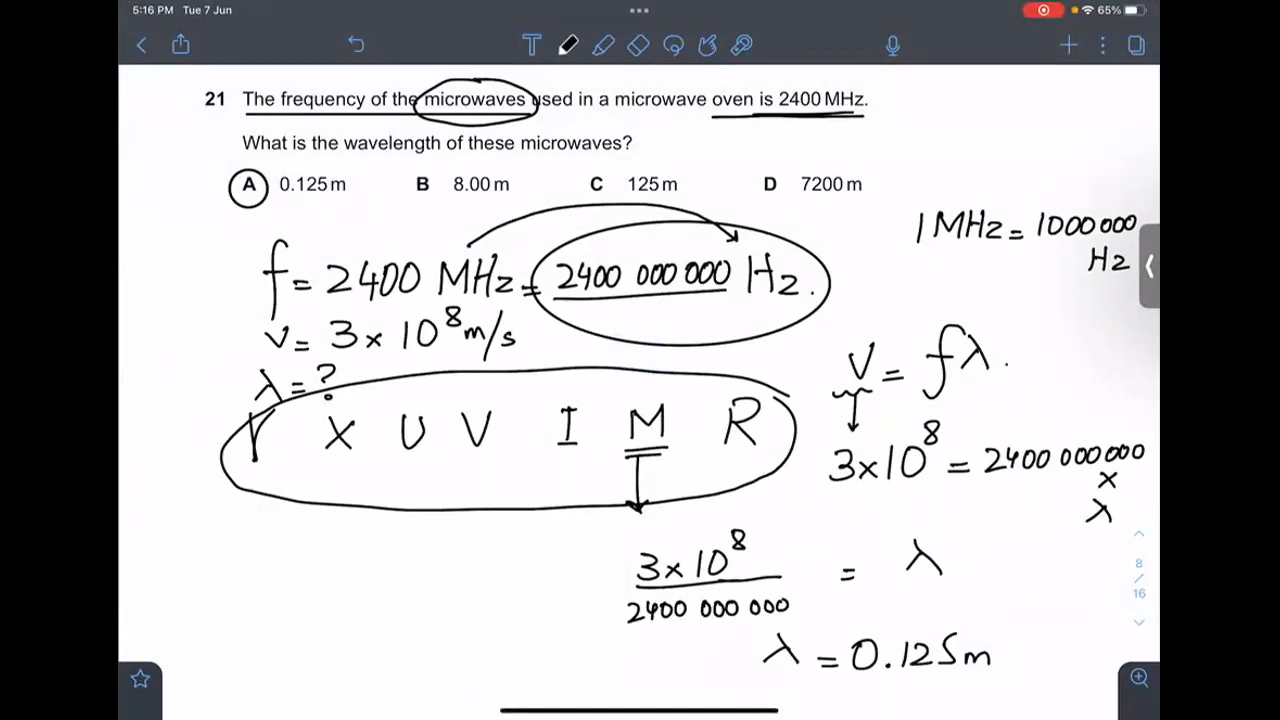 5:16 PM Tue 7 Jun
65%
21 The frequency of the microwaves used in a microwave oven is 2400 MHz.
What is the wavelength of these microwaves?
A 0.125 m B 8.00 m C 125 m D 7200 m
1 MHz = 1000 000
Hz
f = 2400 MHz = 2400 000 000 Hz.
v = 3 × 10⁸ m/s
λ = ?
γ X U V I M R
V = fλ.
3×10⁸ = 2400 000 000
×
λ
3×10⁸ = λ
2400 000 000
λ = 0.125m
8
/
16